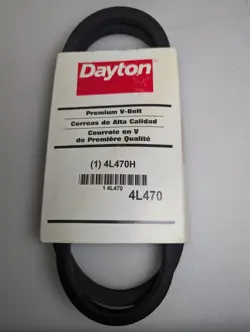 Dayton
Premium V-Belt
Correas de Alta Calidad
Courroie en V
de Première Qualité
(1) 4L470H
1 4L470
4L470